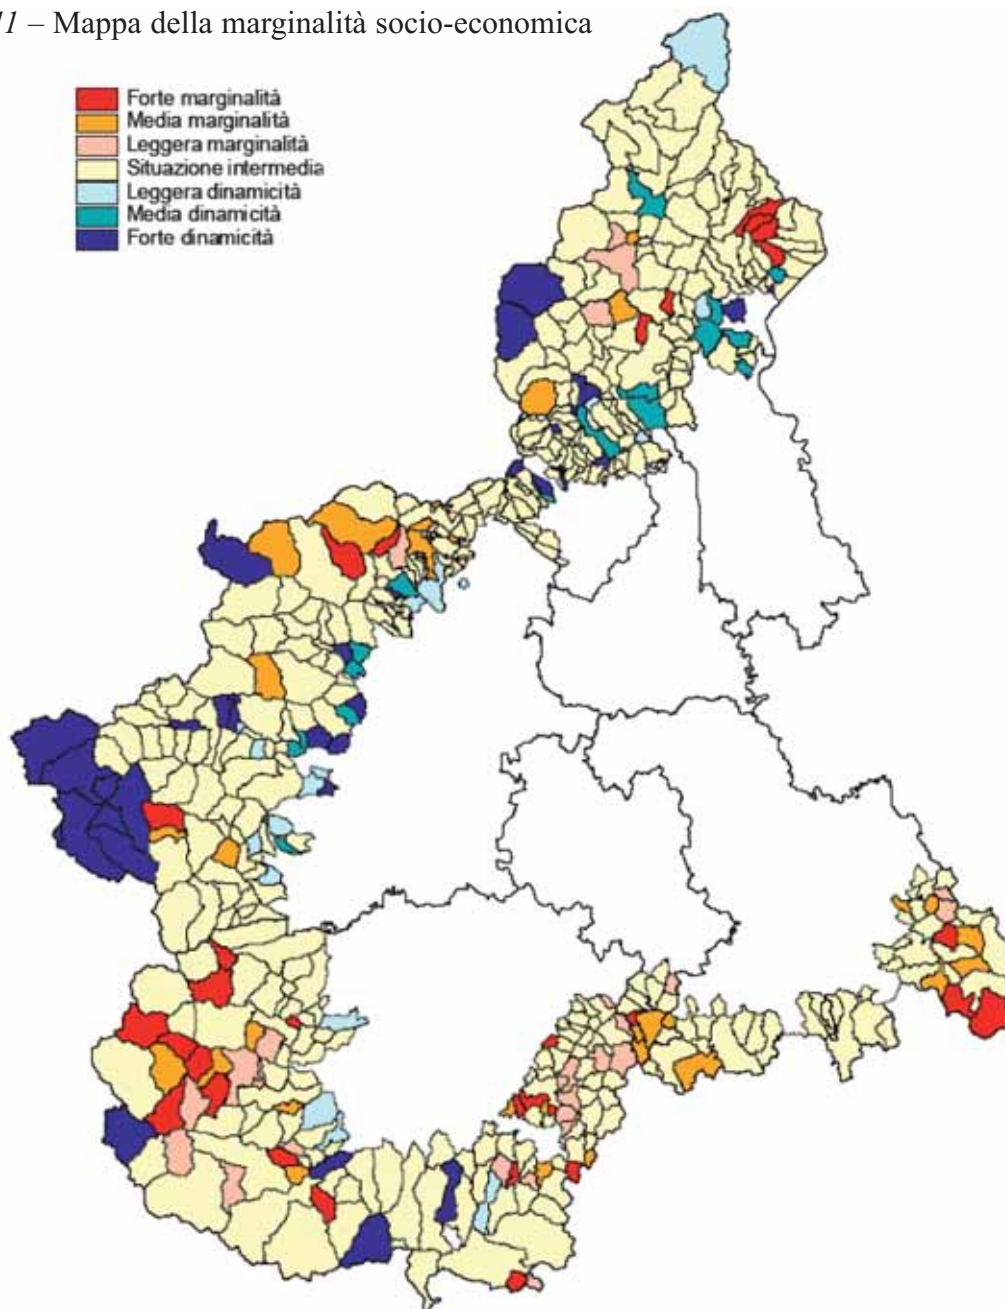 11 – Mappa della marginalità socio-economica
Forte marginalità
Media marginalità
Leggera marginalità
Situazione intermedia
Leggera dinamicità
Media dinamicità
Forte dinamicità